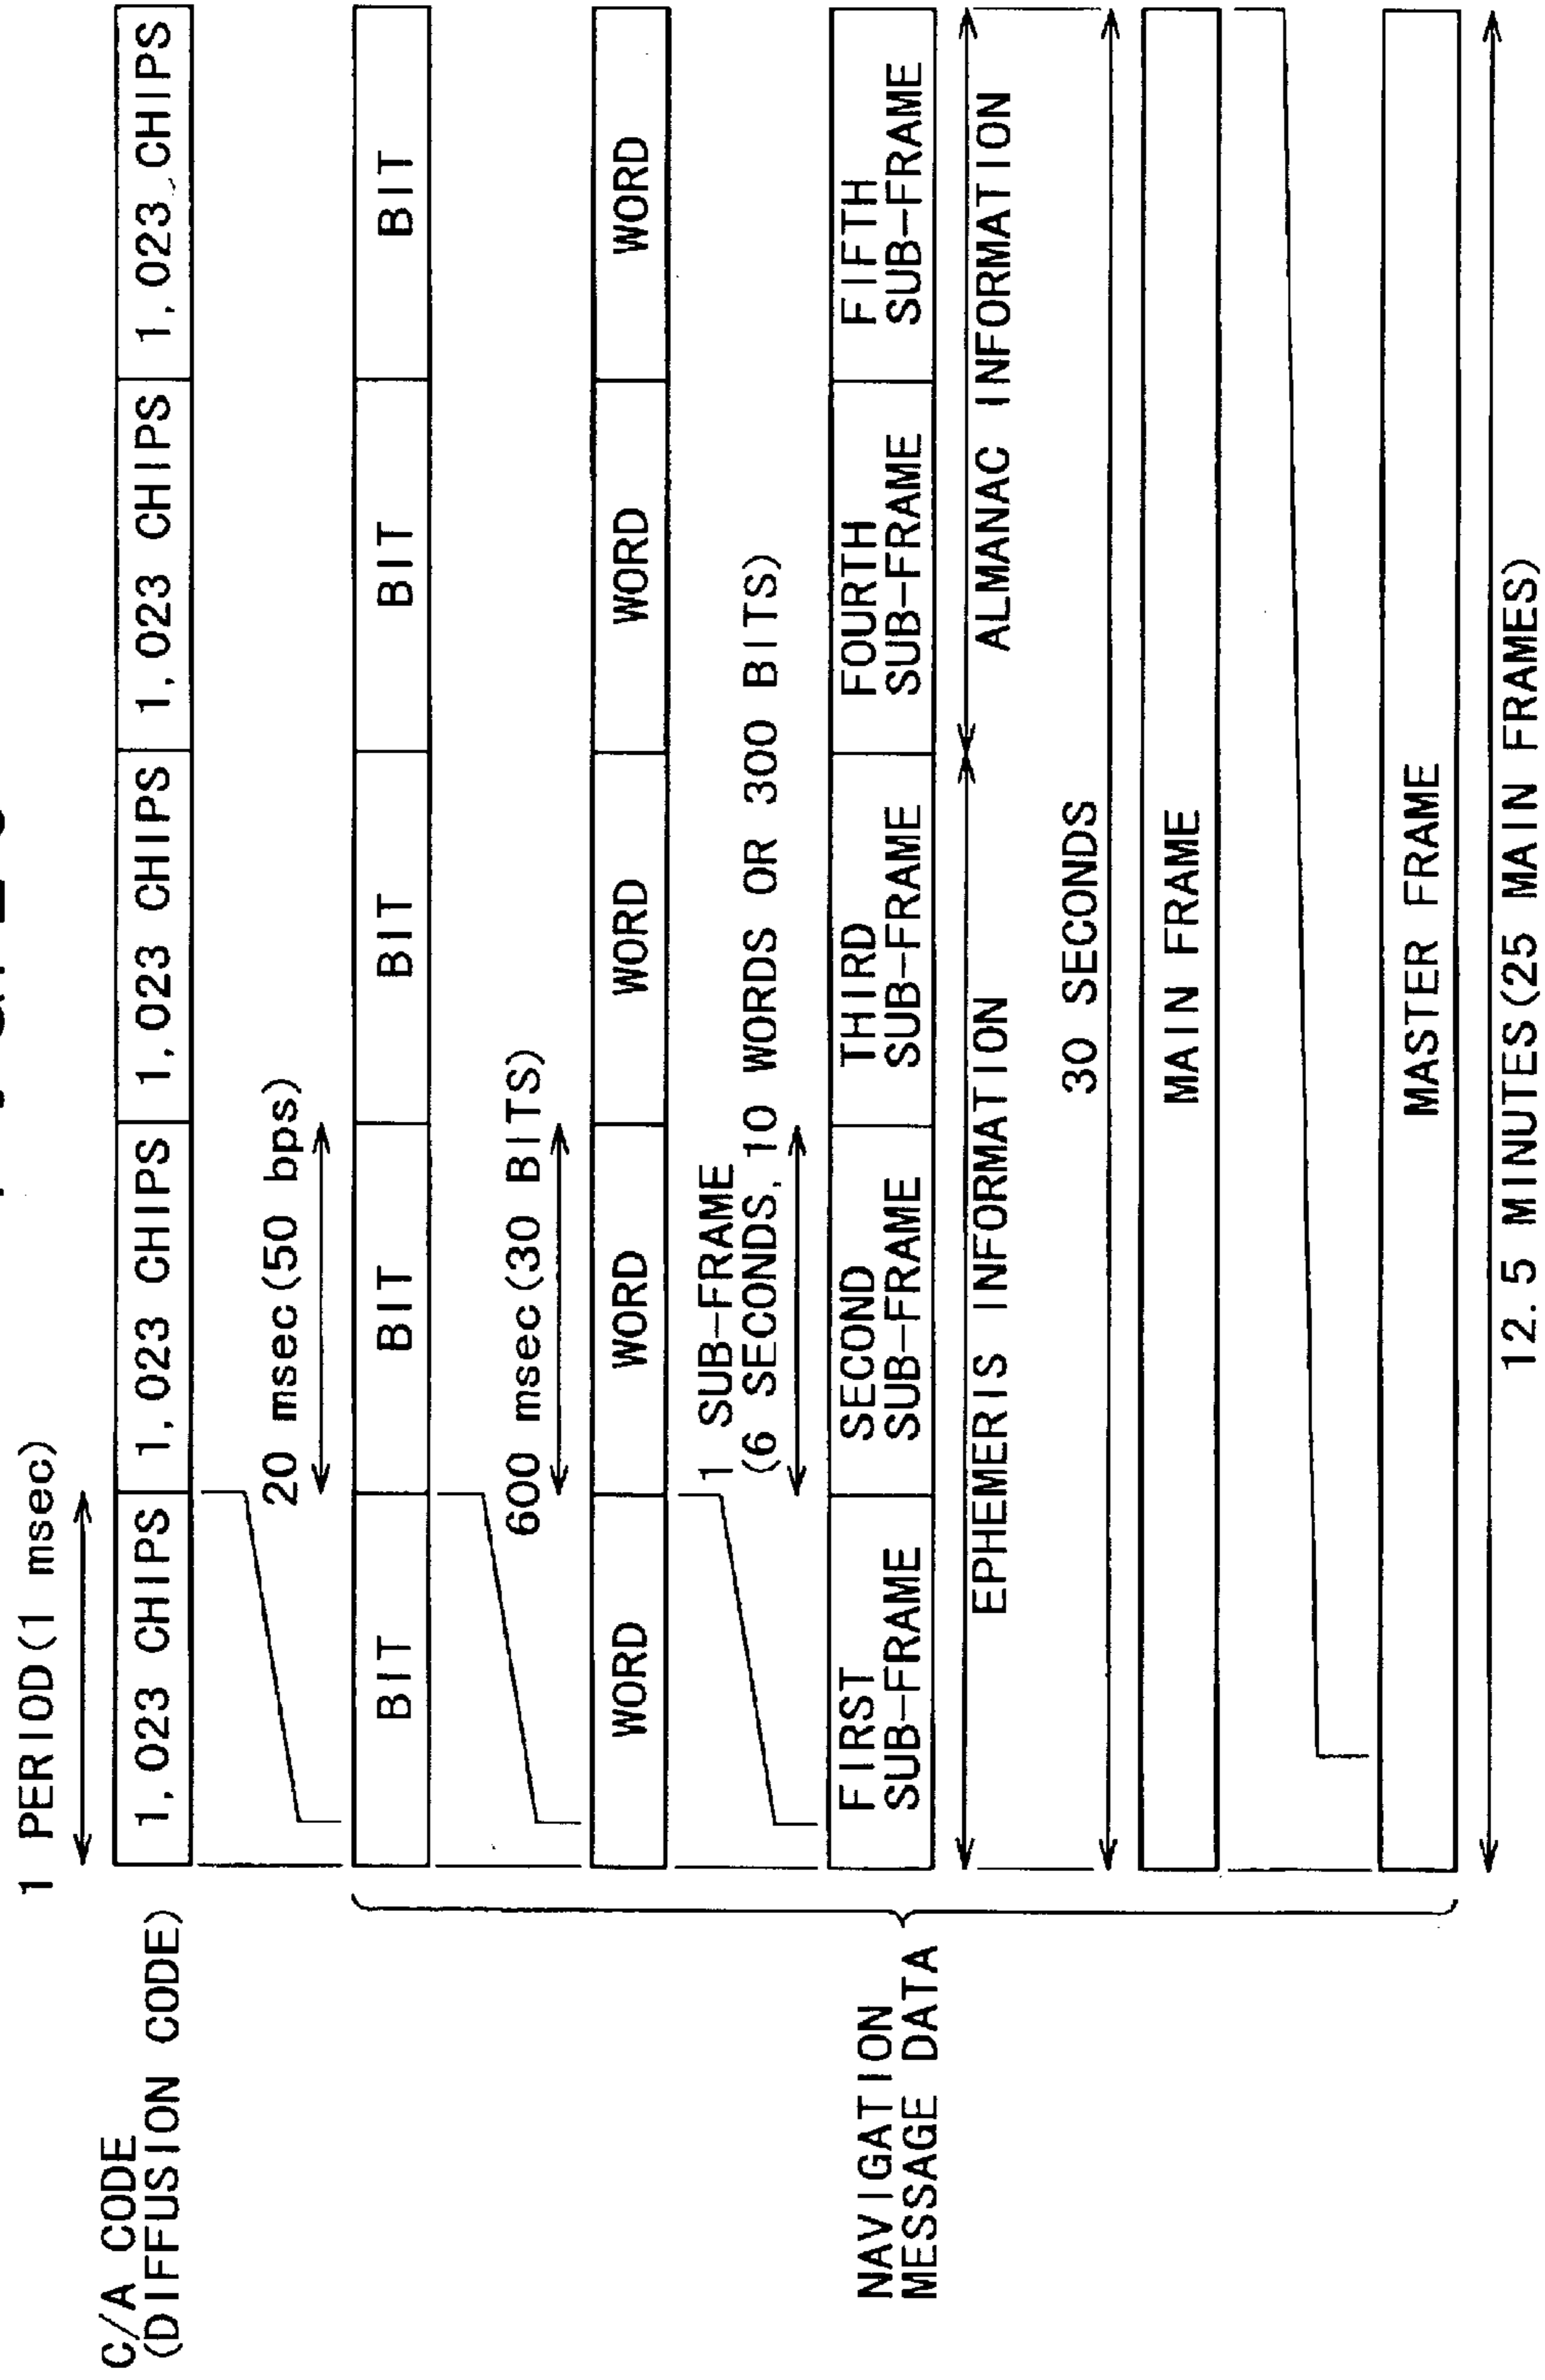 1 PERIOD(1 msec)
C/A CODE
(DIFFUSION CODE)
1,023 CHIPS 1,023 CHIPS 1,023 CHIPS 1,023 CHIPS 1,023 CHIPS
20 msec(50 bps)
BIT BIT BIT BIT BIT
600 msec(30 BITS)
WORD WORD WORD WORD WORD
1 SUB-FRAME
(6 SECONDS, 10 WORDS OR 300 BITS)
NAVIGATION
MESSAGE DATA
FIRST
SUB-FRAME
SECOND
SUB-FRAME
THIRD
SUB-FRAME
FOURTH
SUB-FRAME
FIFTH
SUB-FRAME
EPHEMERIS INFORMATION
ALMANAC INFORMATION
30 SECONDS
MAIN FRAME
MASTER FRAME
12.5 MINUTES(25 MAIN FRAMES)